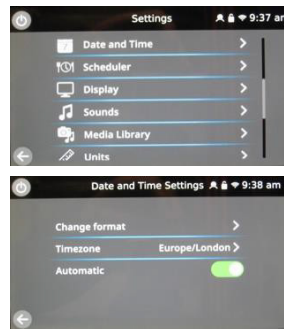 Settings
9:37 am
Date and Time
Scheduler
Display
Sounds
Media Library
Units
Date and Time Settings
9:38 am
Change format
Timezone
Europe/London
Automatic